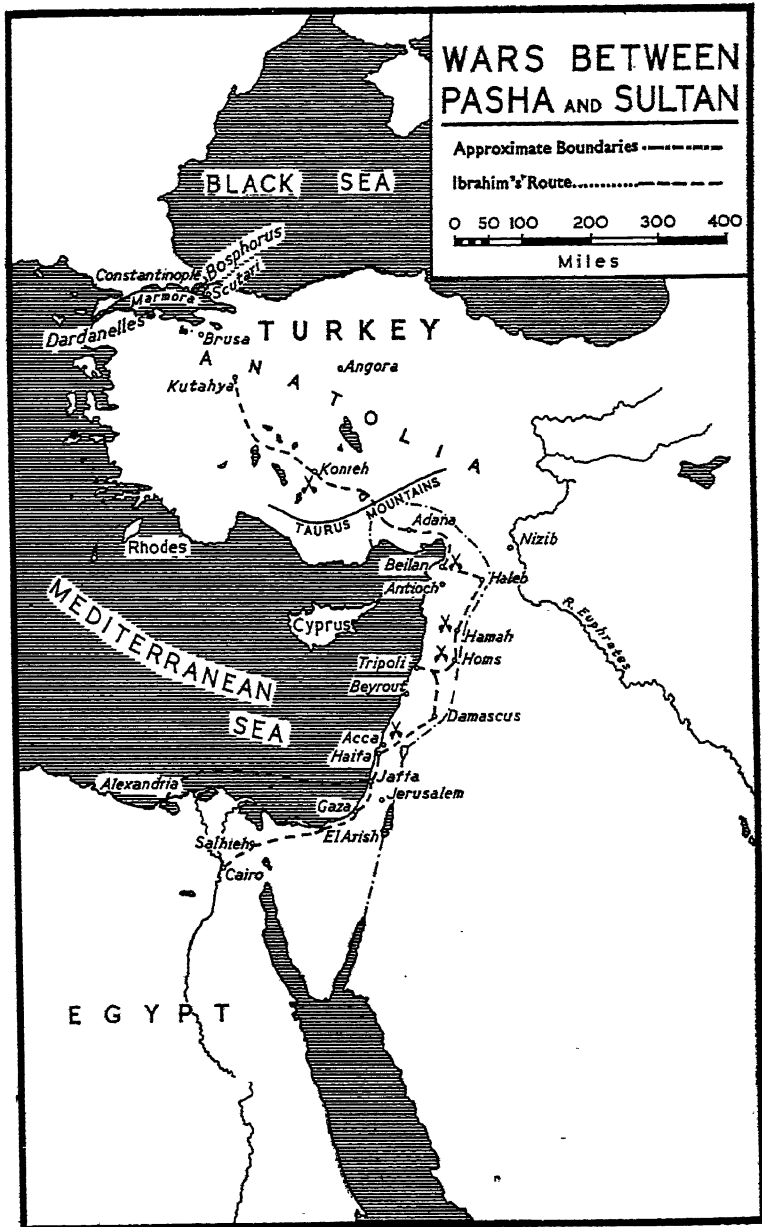 WARS BETWEEN
PASHA AND SULTAN
Approximate Boundaries
Ibrahim's Route
0 50 100 200 300 400
Miles
BLACK SEA
Bosphorus
Constantinople
Scutari
Marmora
Dardanelles
Brusa
TURKEY
ANATOLIA
Angora
Kutahya
Konieh
TAURUS MOUNTAINS
Adana
Nizib
Rhodes
Beilan
Haleb
Antioch
MEDITERRANEAN
SEA
Cyprus
R. Euphrates
Hamah
Tripoli
Homs
Beyrout
Damascus
Acca
Haifa
Jaffa
Alexandria
Jerusalem
Gaza
El Arish
Salhieh
Cairo
EGYPT